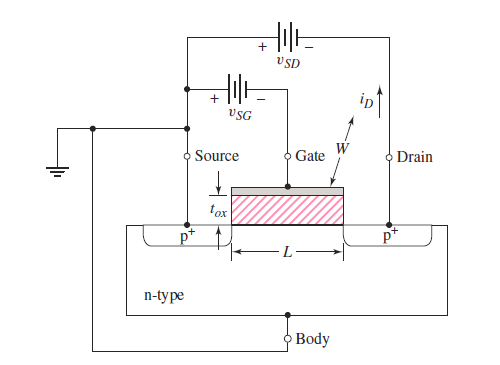 + −
vSD
+ −
vSG
iD
Source
Gate
W
Drain
tox
p+
p+
L
n-type
Body